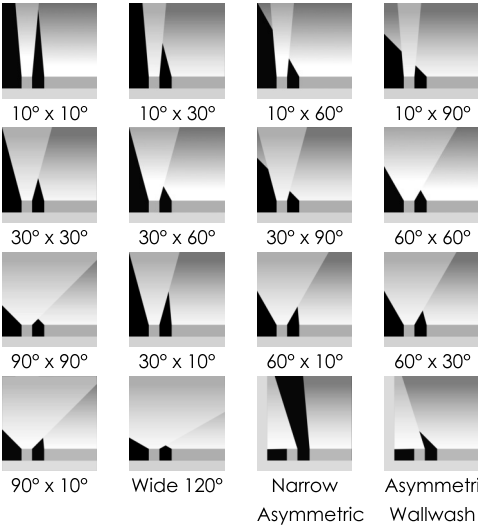 10° x 10° 10° x 30° 10° x 60° 10° x 90°
30° x 30° 30° x 60° 30° x 90° 60° x 60°
90° x 90° 30° x 10° 60° x 10° 60° x 30°
90° x 10° Wide 120° Narrow Asymmetri
Asymmetric Wallwash